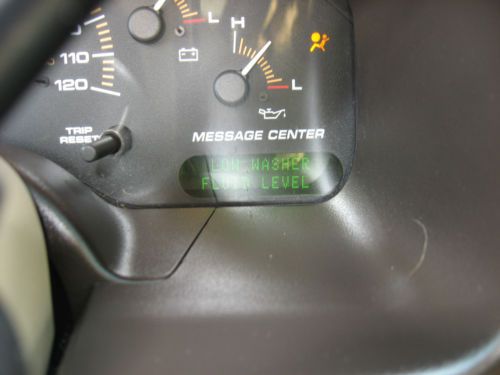 L
H
110
120
L
TRIP
RESET
MESSAGE CENTER
LOW WASHER
FLUID LEVEL